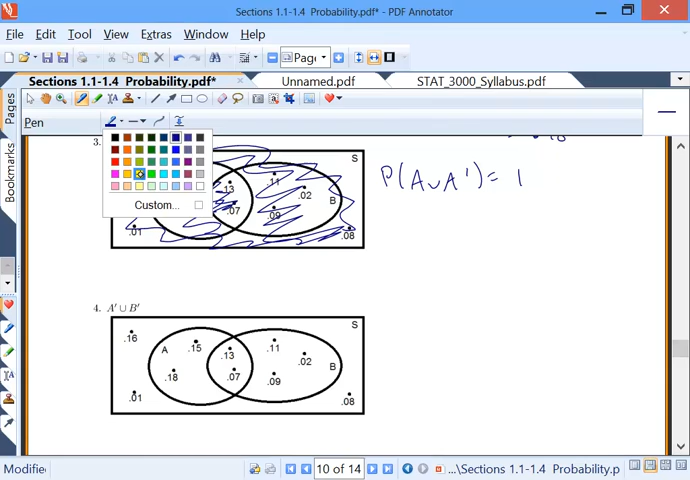 Sections 1.1-1.4 Probability.pdf* - PDF Annotator
File Edit Tool View Extras Window Help
Page
Sections 1.1-1.4 Probability.pdf* Unnamed.pdf STAT_3000_Syllabus.pdf
Pages
Bookmarks
Pen
Custom...
3.
S
.13
.11
.02
.07
.09
B
.01
.08
P(A∪A')= 1
4. A′ ∪ B′
S
.16
A
.15
.13
.11
.02
.18
.07
.09
B
.01
.08
Modifie
10 of 14
...\Sections 1.1-1.4 Probability.p